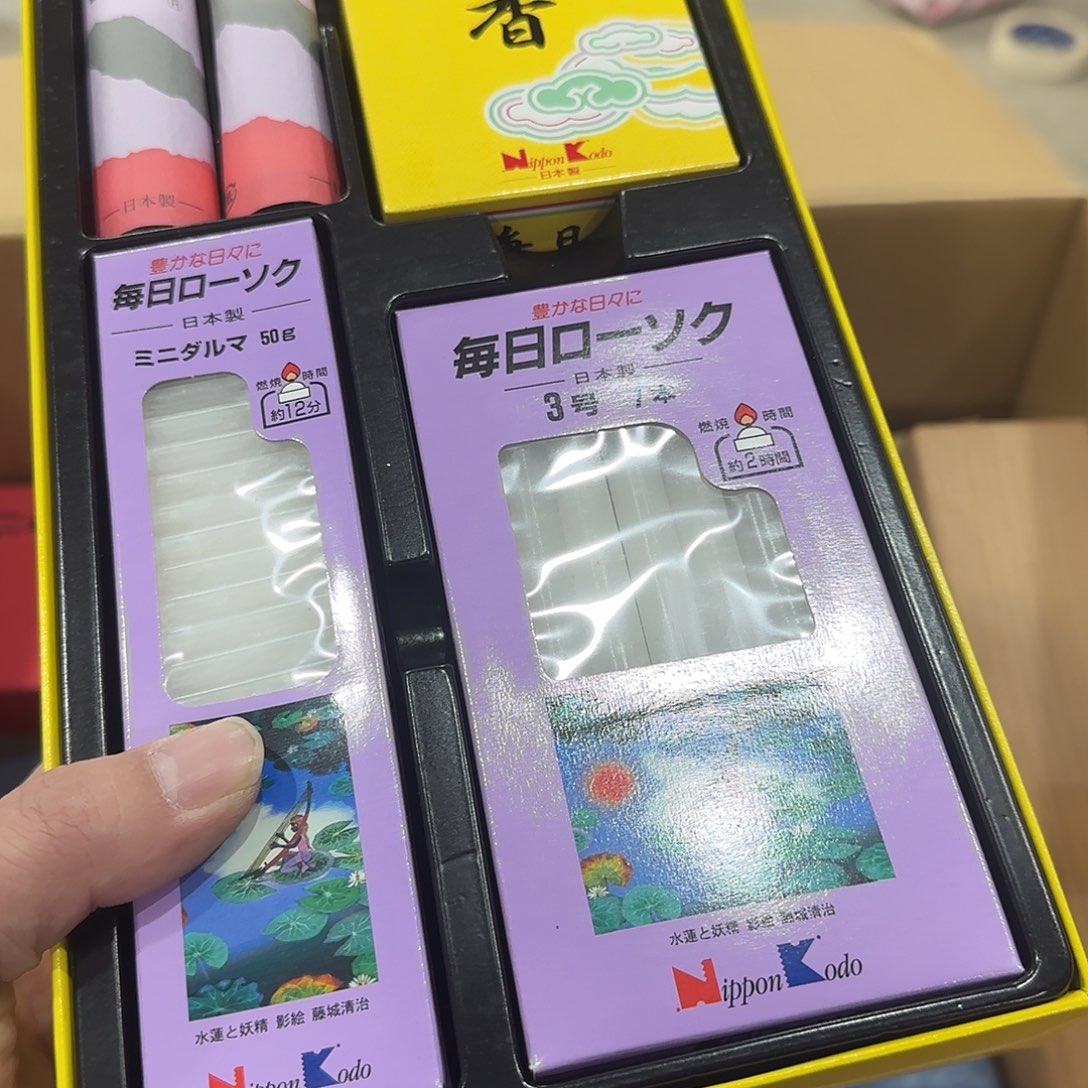 日本製
香
Nippon Kodo
日本製
豊かな日々に
毎日ローソク
日本製
ミニダルマ 50g
燃焼 時間
約12分
水蓮と妖精 影絵 藤城清治
Nippon Kodo
毎日
豊かな日々に
毎日ローソク
日本製
3号 7本
燃焼 時間
約2時間
水蓮と妖精 影絵 藤城清治
Nippon Kodo